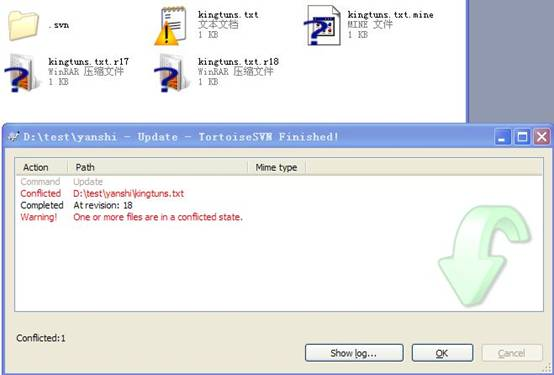 .svn
kingtuns.txt
文本文档
1 KB
kingtuns.txt.mine
MINE 文件
1 KB
kingtuns.txt.r17
WinRAR 压缩文件
1 KB
kingtuns.txt.r18
WinRAR 压缩文件
1 KB
D:\test\yanshi - Update - TortoiseSVN Finished!
Action Path Mime type
Command Update
Conflicted D:\test\yanshi\kingtuns.txt
Completed At revision: 18
Warning! One or more files are in a conflicted state.
Conflicted:1
Show log... OK Cancel